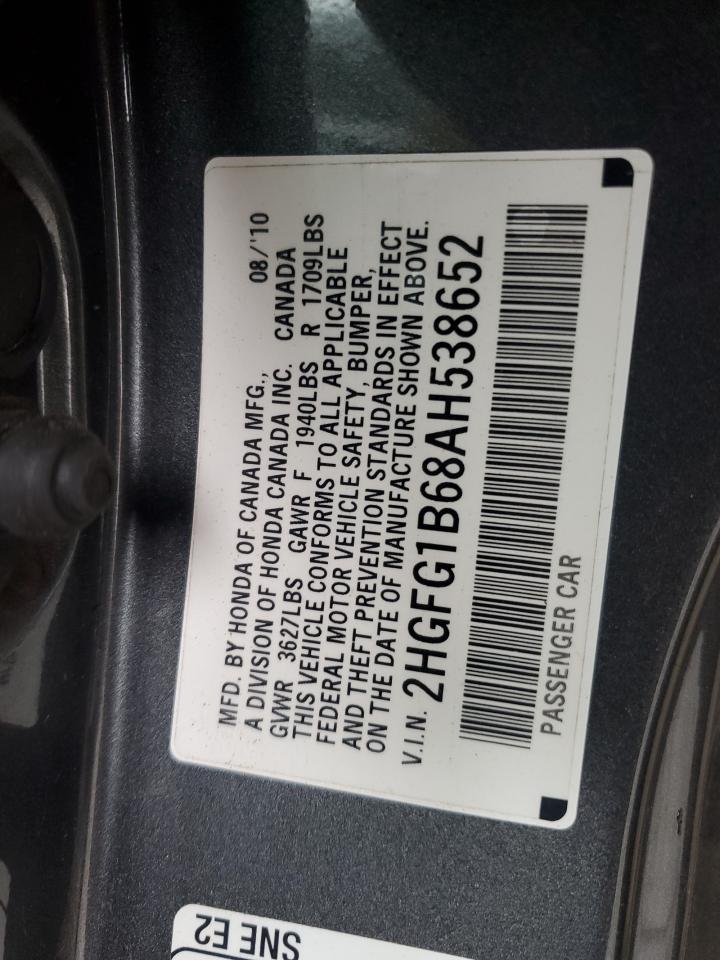 MFD. BY HONDA OF CANADA MFG., 08/'10
A DIVISION OF HONDA CANADA INC. CANADA
GVWR 3627LBS GAWR F 1940LBS R 1709LBS
THIS VEHICLE CONFORMS TO ALL APPLICABLE
FEDERAL MOTOR VEHICLE SAFETY, BUMPER,
AND THEFT PREVENTION STANDARDS IN EFFECT
ON THE DATE OF MANUFACTURE SHOWN ABOVE.
V.I.N. 2HGFG1B68AH538652
PASSENGER CAR
SNE E2